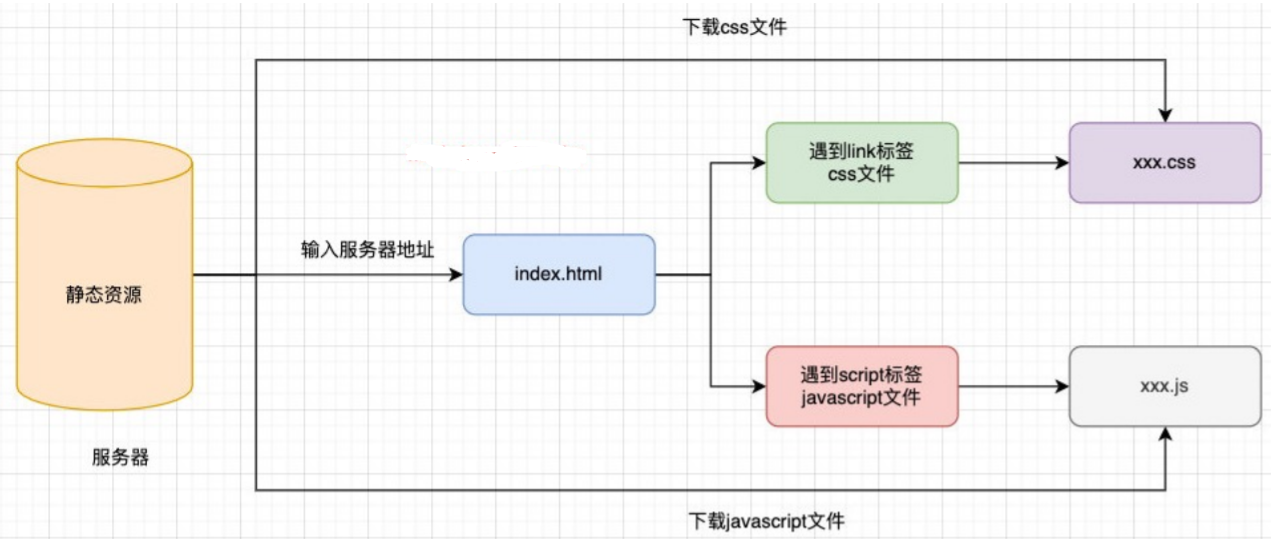 下载css文件
遇到link标签
css文件
xxx.css
输入服务器地址
index.html
静态资源
遇到script标签
javascript文件
xxx.js
服务器
下载javascript文件